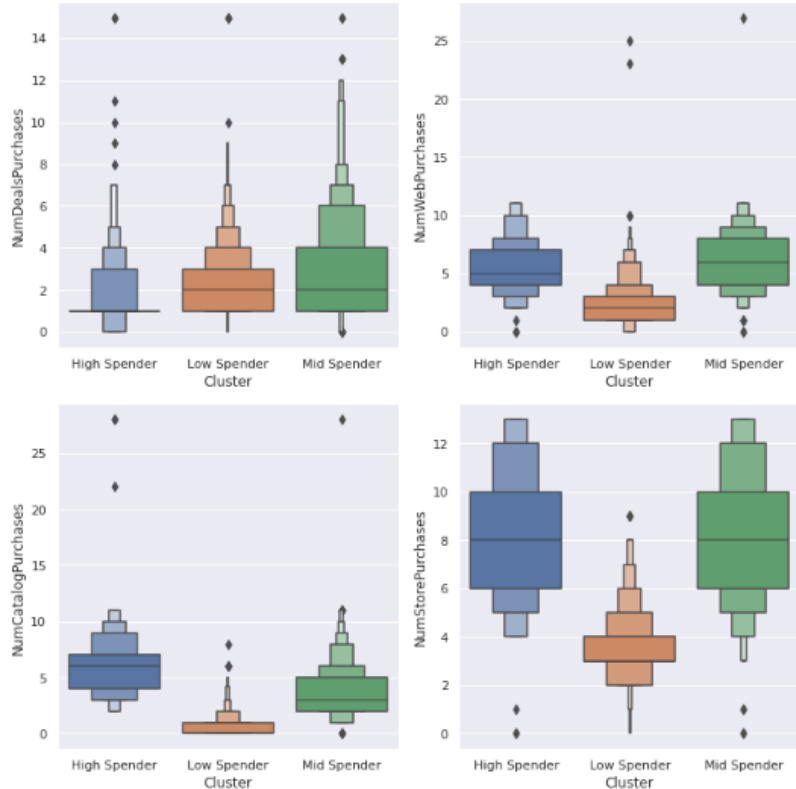 NumDealsPurchases
14
12
10
8
6
4
2
0
High Spender Low Spender Mid Spender
Cluster
NumWebPurchases
25
20
15
10
5
0
High Spender Low Spender Mid Spender
Cluster
NumCatalogPurchases
25
20
15
10
5
0
High Spender Low Spender Mid Spender
Cluster
NumStorePurchases
12
10
8
6
4
2
0
High Spender Low Spender Mid Spender
Cluster